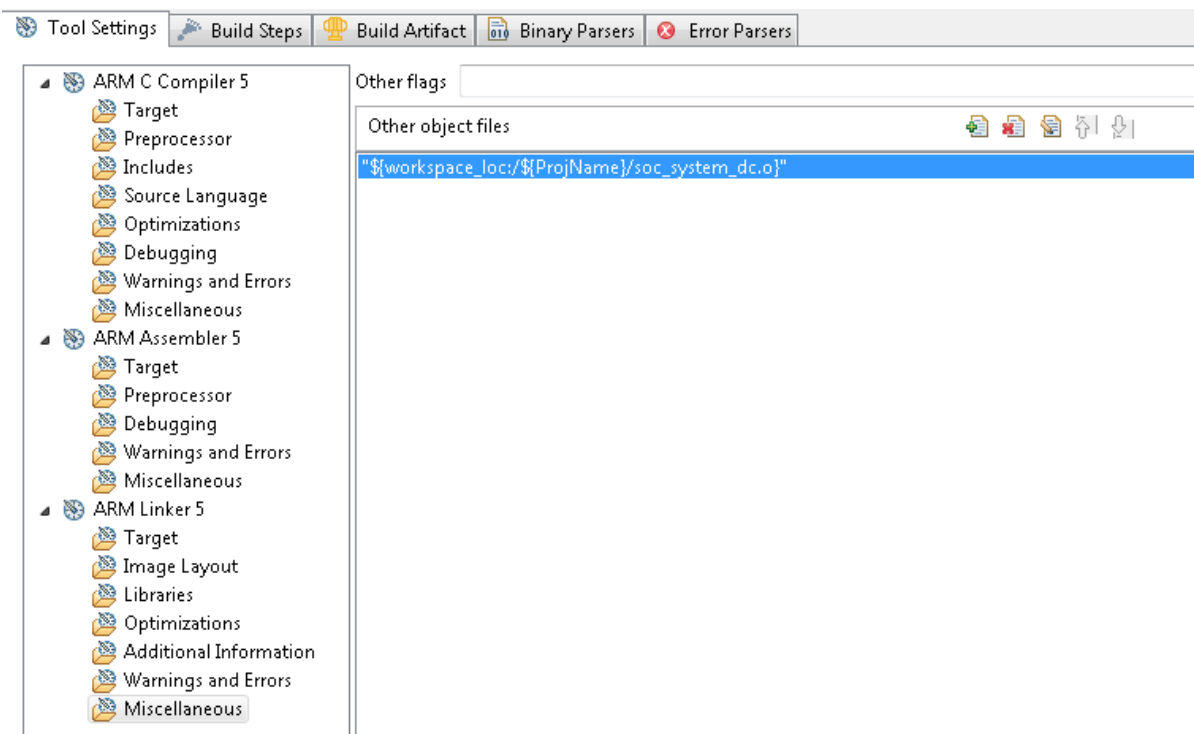 Tool Settings Build Steps Build Artifact Binary Parsers Error Parsers
ARM C Compiler 5
Target
Preprocessor
Includes
Source Language
Optimizations
Debugging
Warnings and Errors
Miscellaneous
ARM Assembler 5
Target
Preprocessor
Debugging
Warnings and Errors
Miscellaneous
ARM Linker 5
Target
Image Layout
Libraries
Optimizations
Additional Information
Warnings and Errors
Miscellaneous
Other flags
Other object files
"${workspace_loc:/${ProjName}/soc_system_dc.o}"